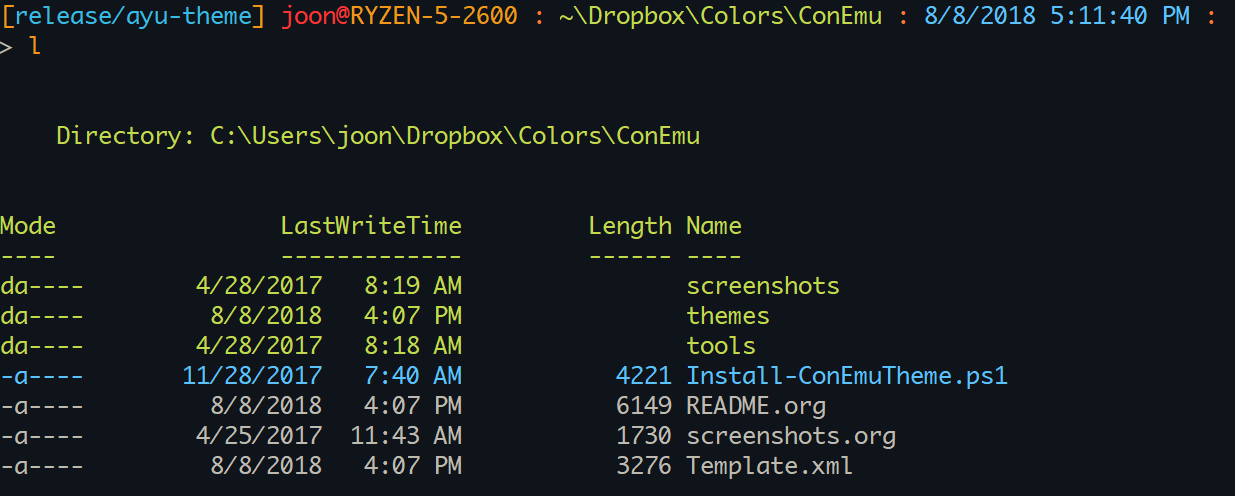 [release/ayu-theme] joon@RYZEN-5-2600 : ~\Dropbox\Colors\ConEmu : 8/8/2018 5:11:40 PM :
> l
Directory: C:\Users\joon\Dropbox\Colors\ConEmu
Mode                LastWriteTime         Length Name
----                -------------         ------ ----
da----        4/28/2017   8:19 AM                screenshots
da----         8/8/2018   4:07 PM                themes
da----        4/28/2017   8:18 AM                tools
-a----       11/28/2017   7:40 AM           4221 Install-ConEmuTheme.ps1
-a----         8/8/2018   4:07 PM           6149 README.org
-a----        4/25/2017  11:43 AM           1730 screenshots.org
-a----         8/8/2018   4:07 PM           3276 Template.xml